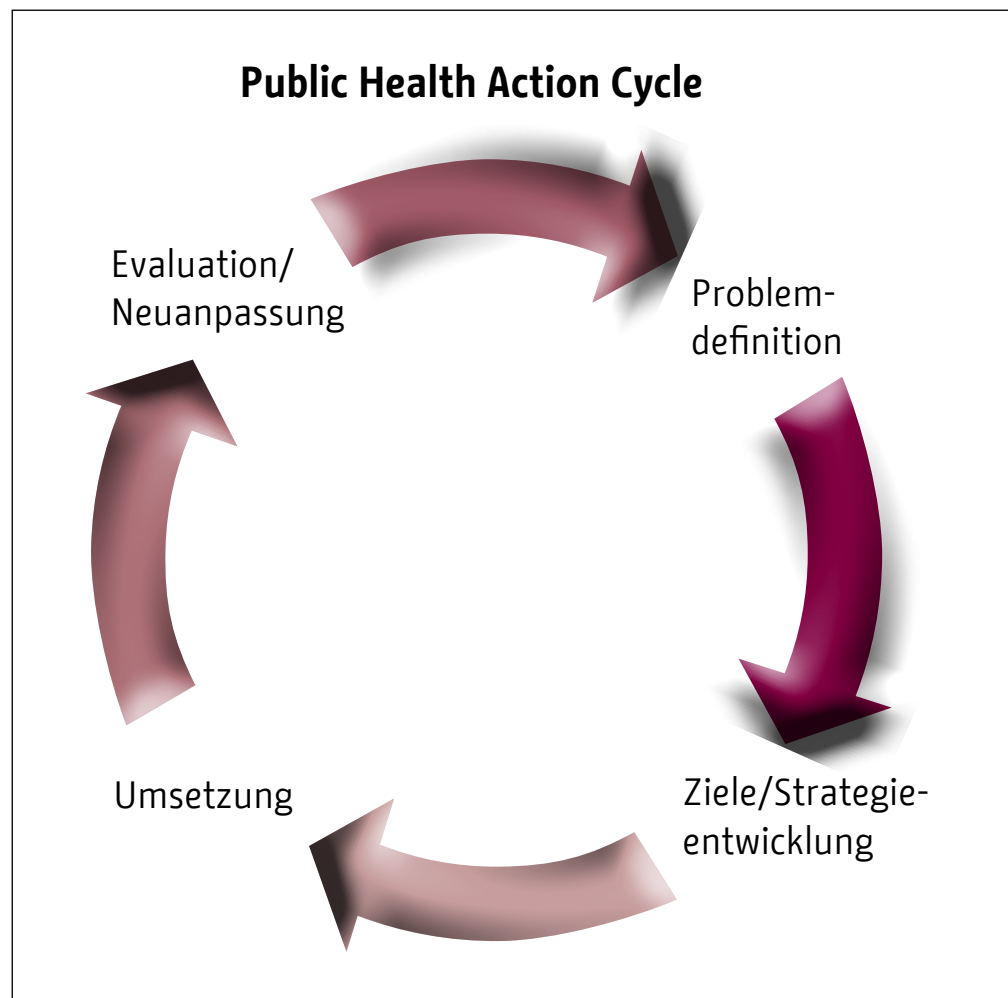 Public Health Action Cycle
Evaluation/
Neuanpassung
Problem-
definition
Ziele/Strategie-
entwicklung
Umsetzung